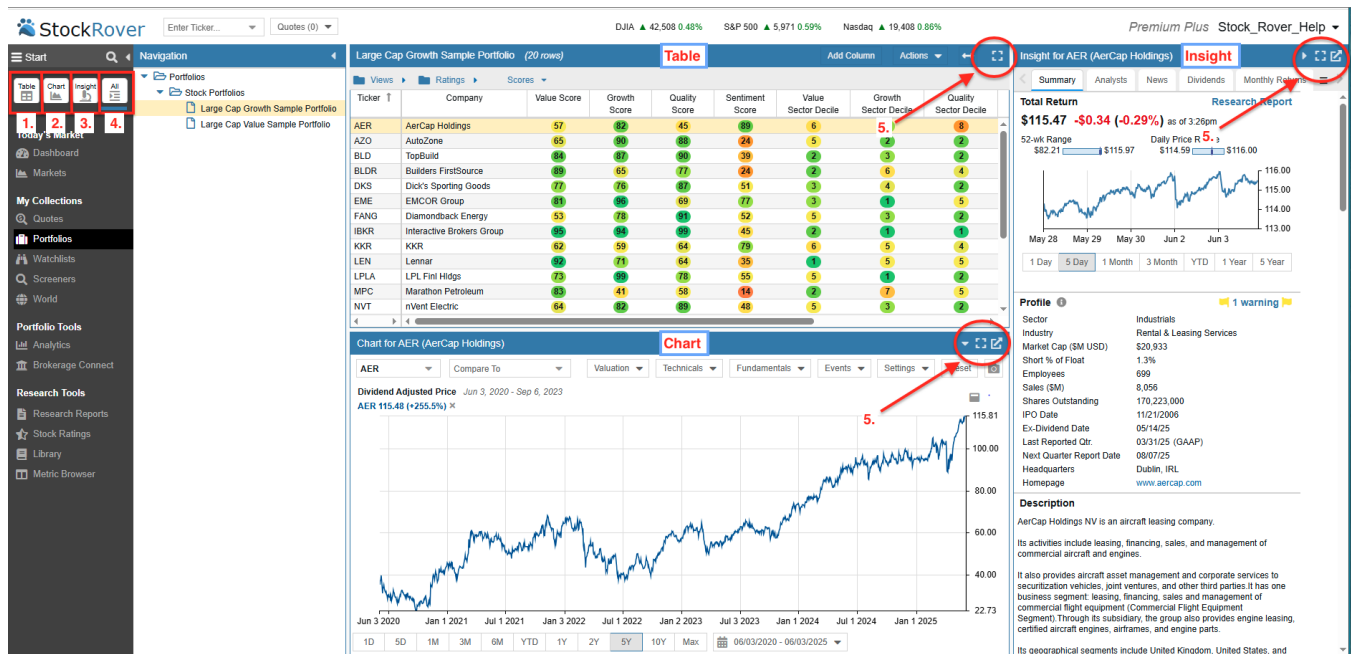 StockRover
Enter Ticker...
Quotes (0)
DJIA ▲ 42,508 0.48% S&P 500 ▲ 5,971 0.59% Nasdaq ▲ 19,408 0.86%
Premium Plus Stock_Rover_Help
Start
Table
Chart
Insight
All
1.
2.
3.
4.
Today's Market
Dashboard
Markets
My Collections
Quotes
Portfolios
Watchlists
Screeners
World
Portfolio Tools
Analytics
Brokerage Connect
Research Tools
Research Reports
Stock Ratings
Library
Metric Browser
Navigation
Portfolios
Stock Portfolios
Large Cap Growth Sample Portfolio
Large Cap Value Sample Portfolio
Large Cap Growth Sample Portfolio (20 rows)
Table
Add Column Actions
Views Ratings Scores
Ticker Company Value Score Growth Score Quality Score Sentiment Score Value Sector Decile Growth Sector Decile Quality Sector Decile
5.
AER AerCap Holdings 57 82 45 89 6 8
AZO AutoZone 65 90 88 24 5 2 2
BLD TopBuild 84 87 90 39 2 3 2
BLDR Builders FirstSource 89 65 77 24 2 6 4
DKS Dick's Sporting Goods 77 76 87 51 3 4 2
EME EMCOR Group 81 96 69 77 3 1 5
FANG Diamondback Energy 53 78 91 52 5 3 2
IBKR Interactive Brokers Group 95 94 99 45 2 1 1
KKR KKR 62 59 64 79 6 5 4
LEN Lennar 92 71 64 35 1 5 5
LPLA LPL Finl Hldgs 73 99 78 55 5 1 2
MPC Marathon Petroleum 83 41 58 14 2 7 5
NVT nVent Electric 64 82 89 48 5 3 2
Chart for AER (AerCap Holdings)
Chart
AER Compare To Valuation Technicals Fundamentals Events Settings
Dividend Adjusted Price Jun 3, 2020 - Sep 6, 2023
AER 115.48 (+255.5%) ×
5.
115.81
100.00
80.00
60.00
40.00
22.73
Jun 3 2020 Jan 1 2021 Jul 1 2021 Jan 3 2022 Jul 1 2022 Jan 2 2023 Jul 3 2023 Jan 1 2024 Jul 1 2024 Jan 1 2025
1D 5D 1M 3M 6M YTD 1Y 2Y 5Y 10Y Max 06/03/2020 - 06/03/2025
Insight for AER (AerCap Holdings)
Insight
Summary Analysts News Dividends Monthly Returns
Total Return Research Report
$115.47 -$0.34 (-0.29%) as of 3:26pm
5.
52-wk Range Daily Price
$82.21 $115.97 $114.59 $116.00
116.00
115.00
114.00
113.00
May 28 May 29 May 30 Jun 2 Jun 3
1 Day 5 Day 1 Month 3 Month YTD 1 Year 5 Year
Profile 1 warning
Sector Industrials
Industry Rental & Leasing Services
Market Cap ($M USD) $20,933
Short % of Float 1.3%
Employees 699
Sales ($M) 8,056
Shares Outstanding 170,223,000
IPO Date 11/21/2006
Ex-Dividend Date 05/14/25
Last Reported Qtr. 03/31/25 (GAAP)
Next Quarter Report Date 08/07/25
Headquarters Dublin, IRL
Homepage www.aercap.com
Description
AerCap Holdings NV is an aircraft leasing company.
Its activities include leasing, financing, sales, and management of
commercial aircraft and engines.
It also provides aircraft asset management and corporate services to
securitization vehicles, joint ventures, and other third parties.It has one
business segment: leasing, financing, sales and management of
commercial flight equipment (Commercial Flight Equipment
Segment).Through its subsidiary, the group also provides engine leasing,
certified aircraft engines, airframes, and engine parts.
Its geographical segments include United Kingdom, United States, and